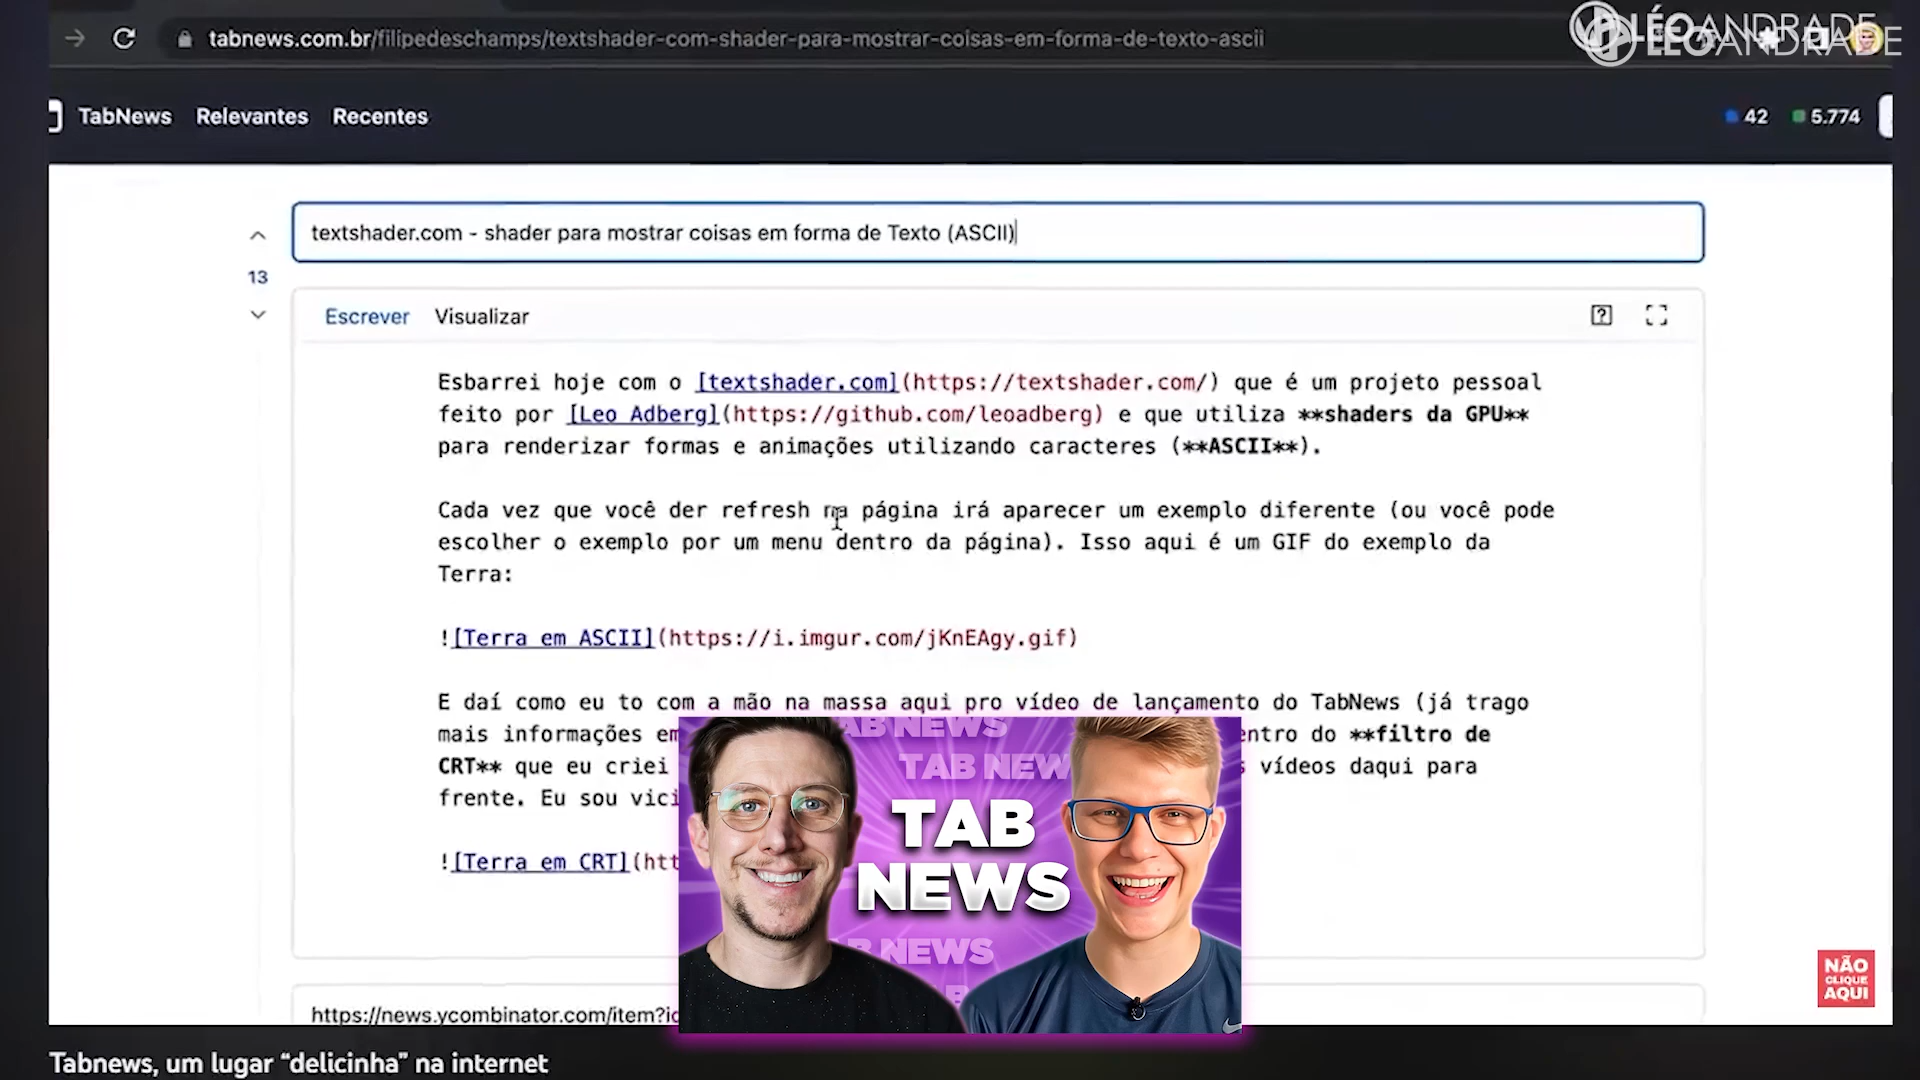 LÉOANDRADE
LÉOANDRADE
tabnews.com.br/filipedeschamps/textshader-com-shader-para-mostrar-coisas-em-forma-de-texto-ascii
TabNews Relevantes Recentes 42 5.774
textshader.com - shader para mostrar coisas em forma de Texto (ASCII)
13
Escrever Visualizar
Esbarrei hoje com o [textshader.com](https://textshader.com/) que é um projeto pessoal
feito por [Leo Adberg](https://github.com/leoadberg) e que utiliza **shaders da GPU**
para renderizar formas e animações utilizando caracteres (**ASCII**).
Cada vez que você der refresh na página irá aparecer um exemplo diferente (ou você pode
escolher o exemplo por um menu dentro da página). Isso aqui é um GIF do exemplo da
Terra:
![Terra em ASCII](https://i.imgur.com/jKnEAgy.gif)
E daí como eu to com a mão na massa aqui pro vídeo de lançamento do TabNews (já trago
mais informações em ntro do **filtro de
CRT** que eu criei vídeos daqui para
frente. Eu sou vici
![Terra em CRT](htt
AB NEWS
TAB NEW
TAB
NEWS
B NEWS
B
NÃO
CLIQUE
AQUI
https://news.ycombinator.com/item?ic
Tabnews, um lugar “delicinha” na internet